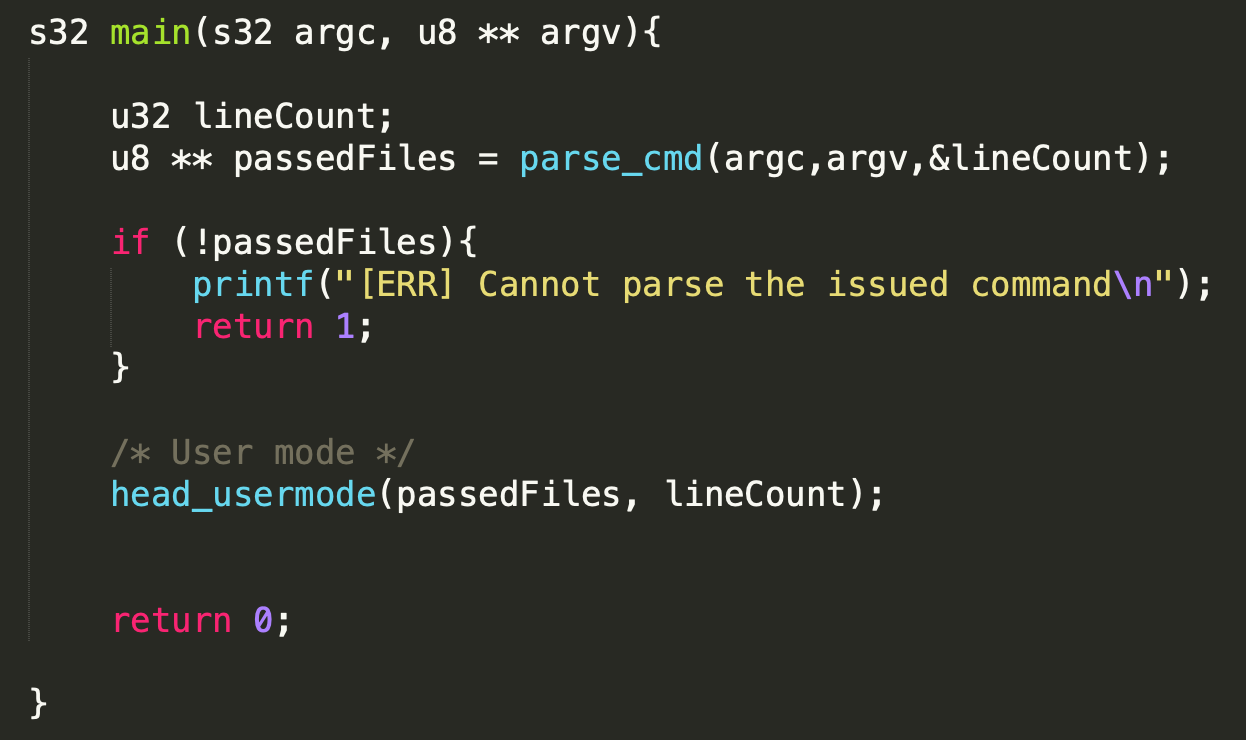 s32 main(s32 argc, u8 ** argv){
u32 lineCount;
u8 ** passedFiles = parse_cmd(argc,argv,&lineCount);
if (!passedFiles){
printf("[ERR] Cannot parse the issued command\n");
return 1;
}
/* User mode */
head_usermode(passedFiles, lineCount);
return 0;
}